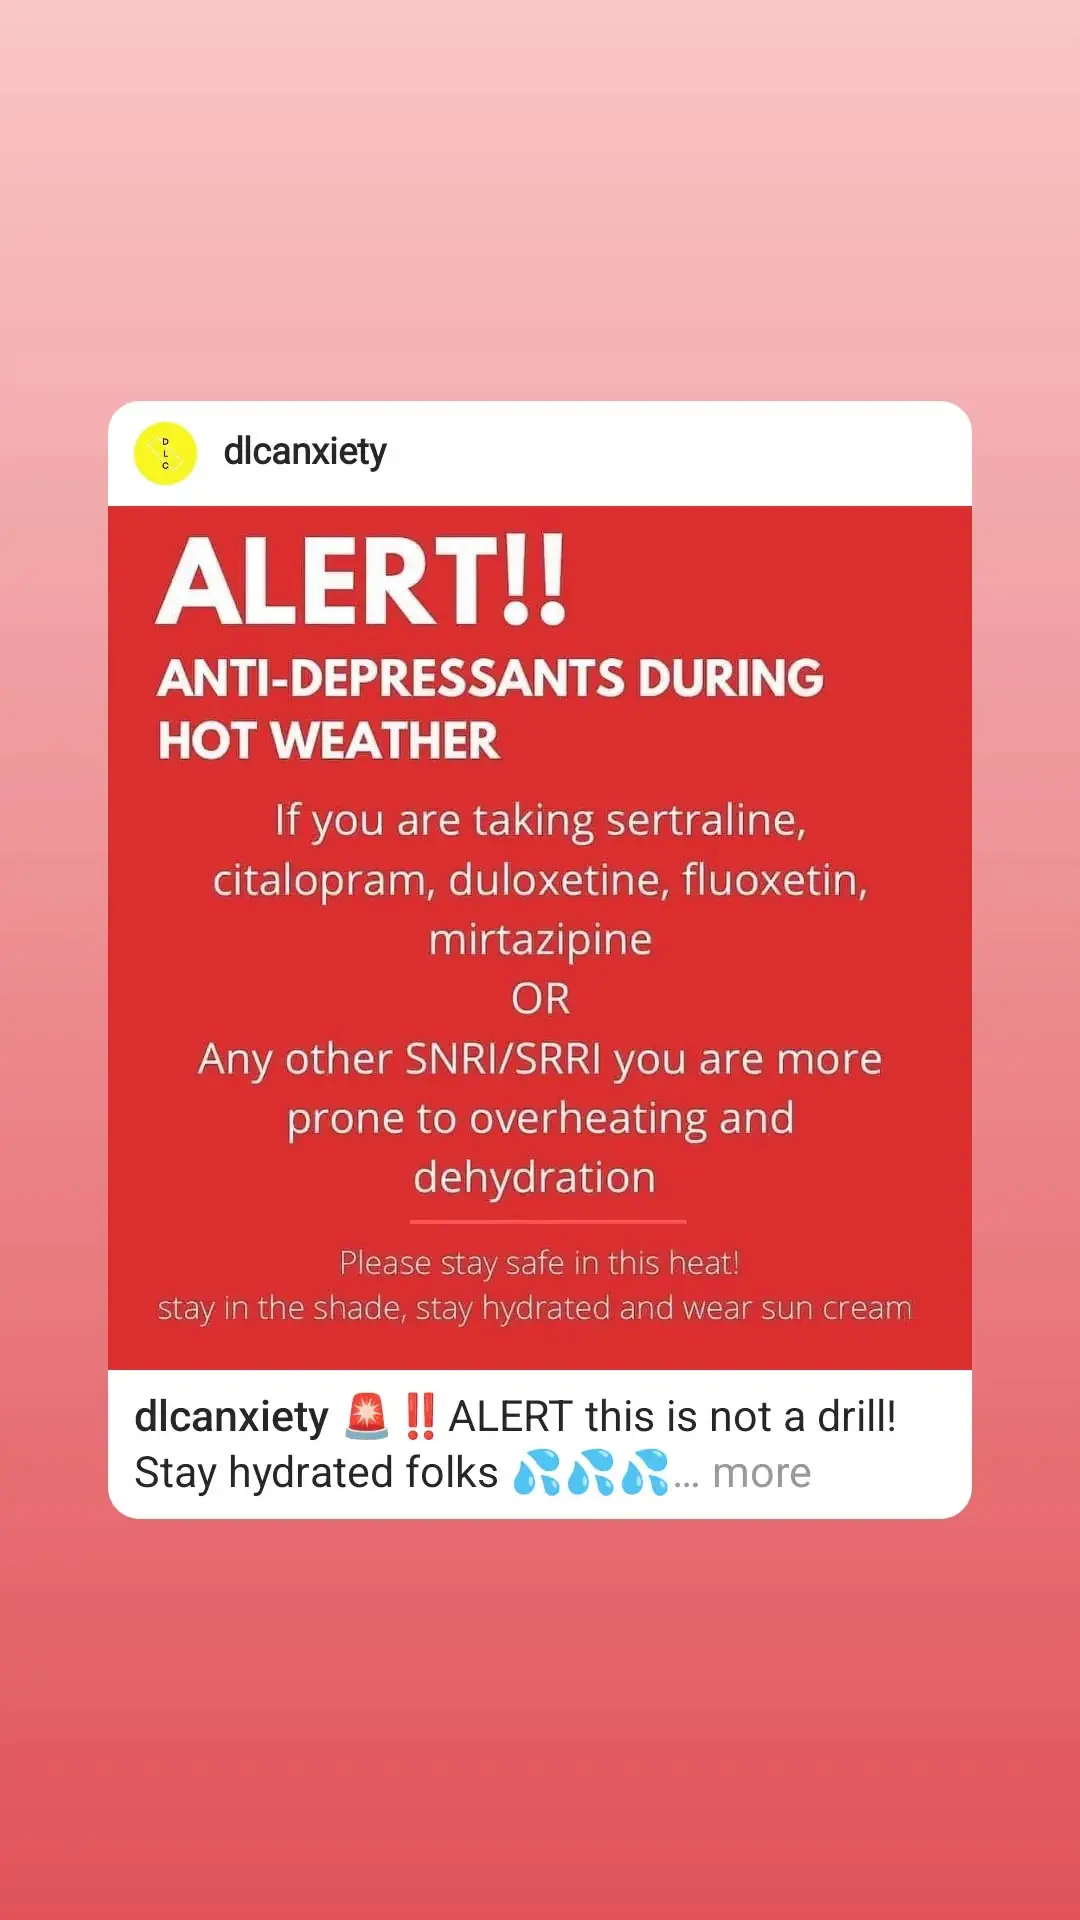 D
L
C
dlcanxiety
ALERT!!
ANTI-DEPRESSANTS DURING
HOT WEATHER
If you are taking sertraline,
citalopram, duloxetine, fluoxetin,
mirtazipine
OR
Any other SNRI/SRRI you are more
prone to overheating and
dehydration
Please stay safe in this heat!
stay in the shade, stay hydrated and wear sun cream
dlcanxiety 🚨‼️ALERT this is not a drill!
Stay hydrated folks 💦💦💦... more